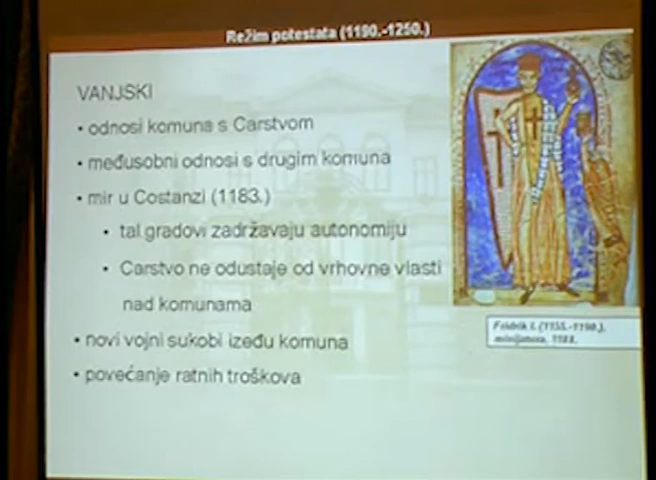 Režim potestata (1190.-1250.)
VANJSKI
• odnosi komuna s Carstvom
• međusobni odnosi s drugim komuna
• mir u Costanzi (1183.)
• tal.gradovi zadržavaju autonomiju
• Carstvo ne odustaje od vrhovne vlasti
nad komunama
• novi vojni sukobi izeđu komuna
• povećanje ratnih troškova
Fridrik I. (1155.-1190.),
minijatura, 1188.